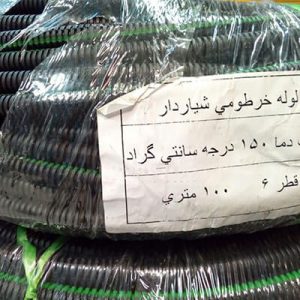 لوله خرطومي شياردار
دما ۱۵۰ درجه سانتي گراد
قطر ۶ ۱۰۰ متري